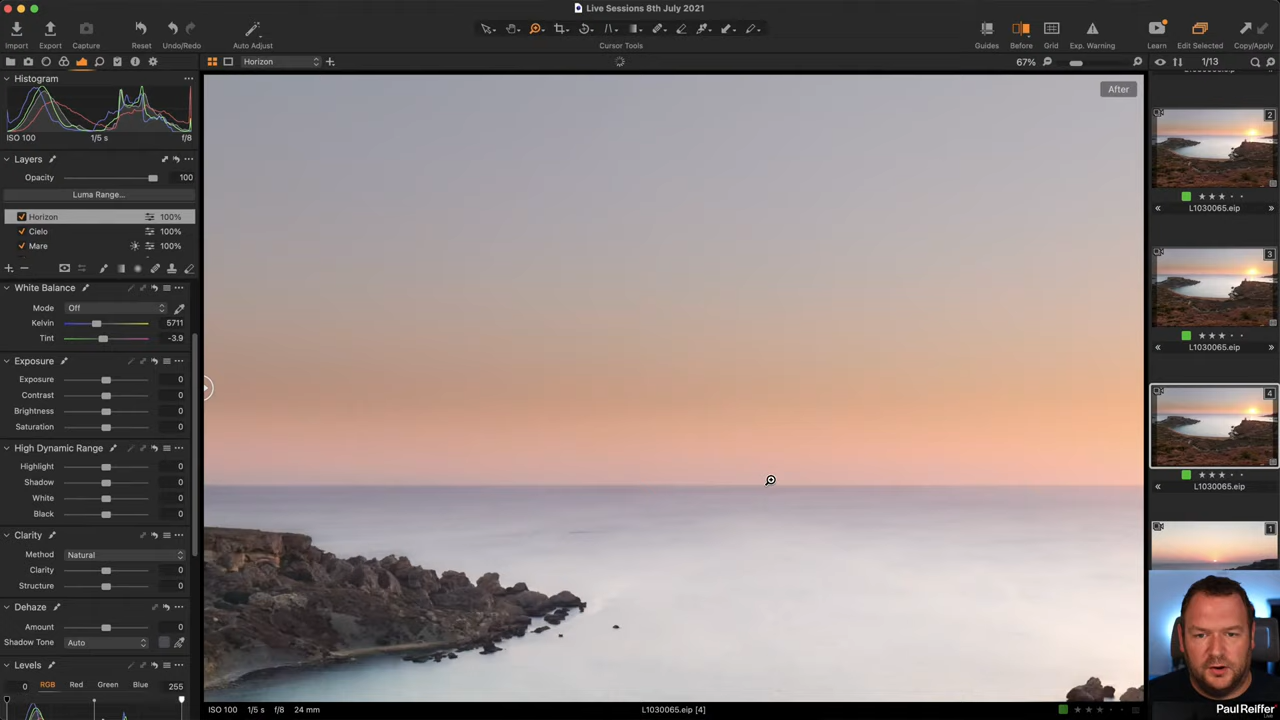 Live Sessions 8th July 2021
Import
Export
Capture
Reset
Undo/Redo
Auto Adjust
Cursor Tools
Guides
Before
Grid
Exp. Warning
Learn
Edit Selected
Copy/Apply
Horizon
67%
1/13
Histogram
ISO 100
1/5 s
f/8
Layers
Opacity
100
Luma Range...
Horizon
100%
Cielo
100%
Mare
100%
White Balance
Mode
Off
Kelvin
5711
Tint
-3.9
Exposure
Exposure
0
Contrast
0
Brightness
0
Saturation
0
High Dynamic Range
Highlight
0
Shadow
0
White
0
Black
0
Clarity
Method
Natural
Clarity
0
Structure
0
Dehaze
Amount
0
Shadow Tone
Auto
Levels
0
RGB
Red
Green
Blue
255
After
ISO 100
1/5 s
f/8
24 mm
L1030065.eip [4]
2
L1030065.eip
3
L1030065.eip
4
L1030065.eip
1
Paul Reiffer
Live